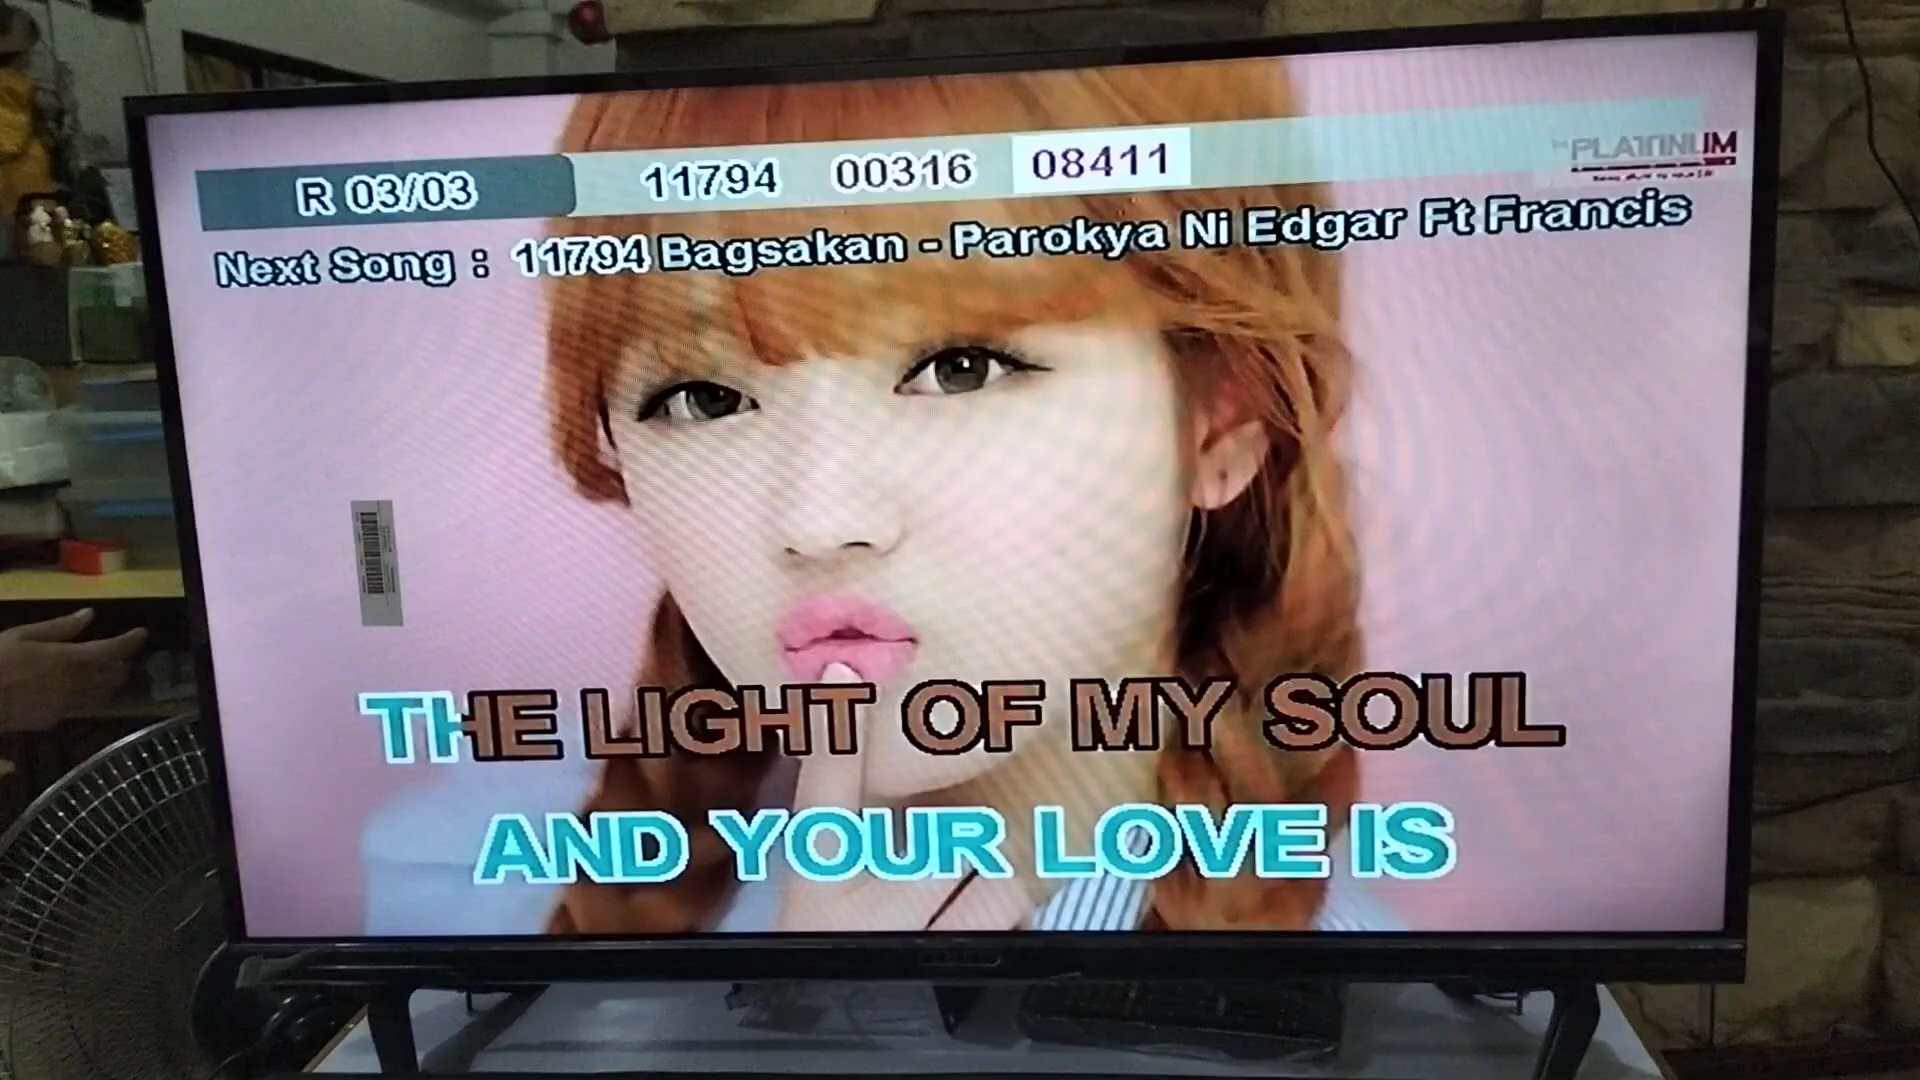 R 03/03 11794 00316 08411
PLATINUM
Next Song : 11794 Bagsakan - Parokya Ni Edgar Ft Francis
THE LIGHT OF MY SOUL
AND YOUR LOVE IS